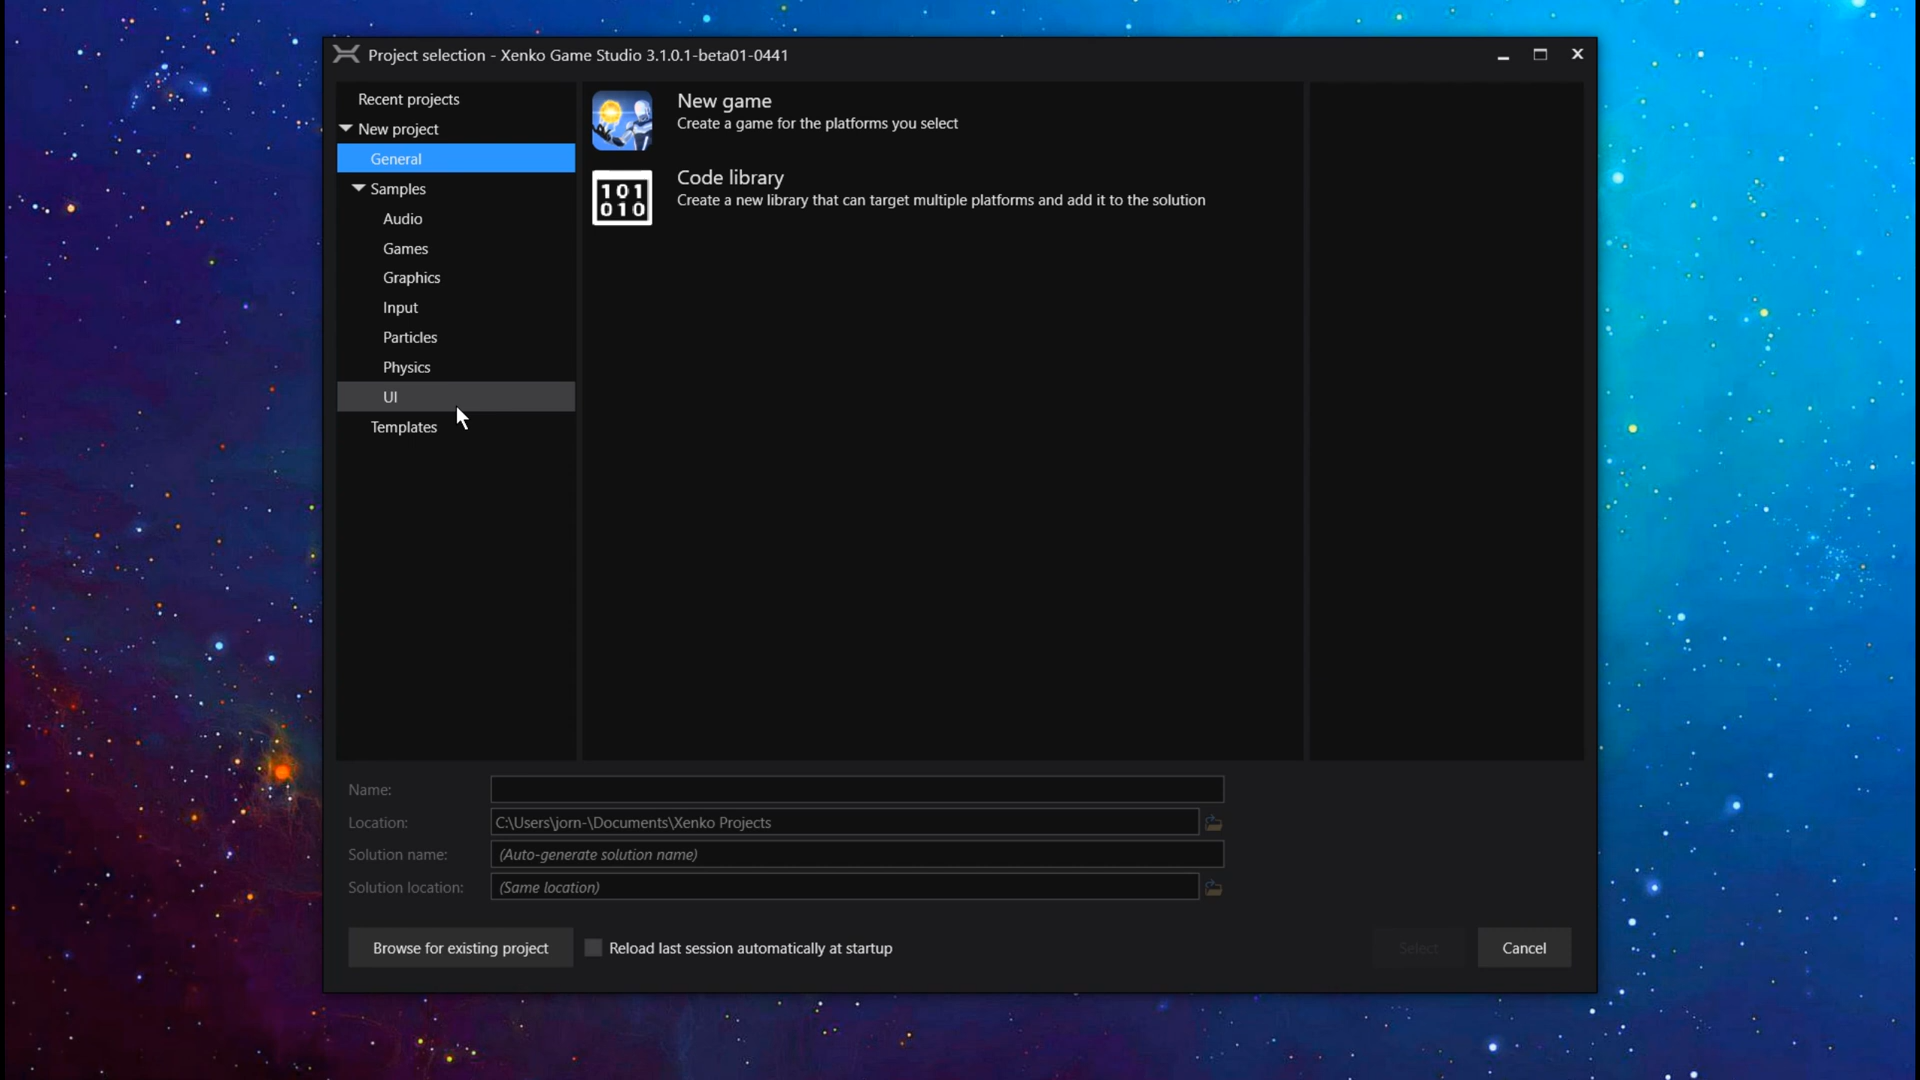 Project selection - Xenko Game Studio 3.1.0.1-beta01-0441
Recent projects
New project
General
Samples
Audio
Games
Graphics
Input
Particles
Physics
UI
Templates
New game
Create a game for the platforms you select
101
010
Code library
Create a new library that can target multiple platforms and add it to the solution
Name:
Location: C:\Users\jorn-\Documents\Xenko Projects
Solution name: (Auto-generate solution name)
Solution location: (Same location)
Browse for existing project
Reload last session automatically at startup
Select
Cancel